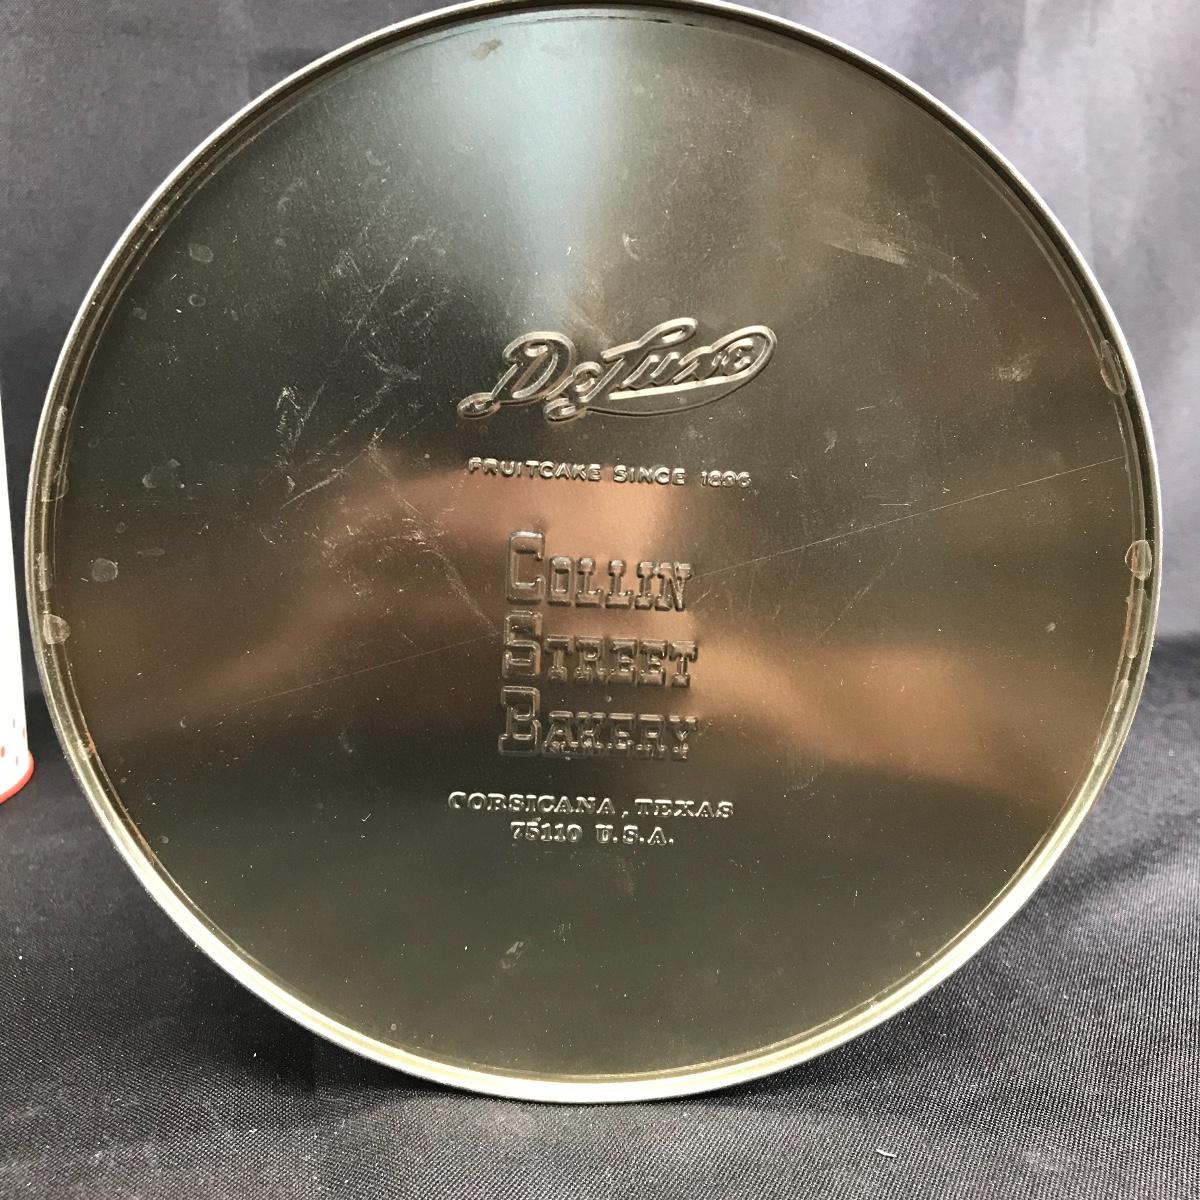 DeLuxe
FRUITCAKE SINCE 1896
COLLIN
STREET
BAKERY
CORSICANA, TEXAS
75110 U.S.A.